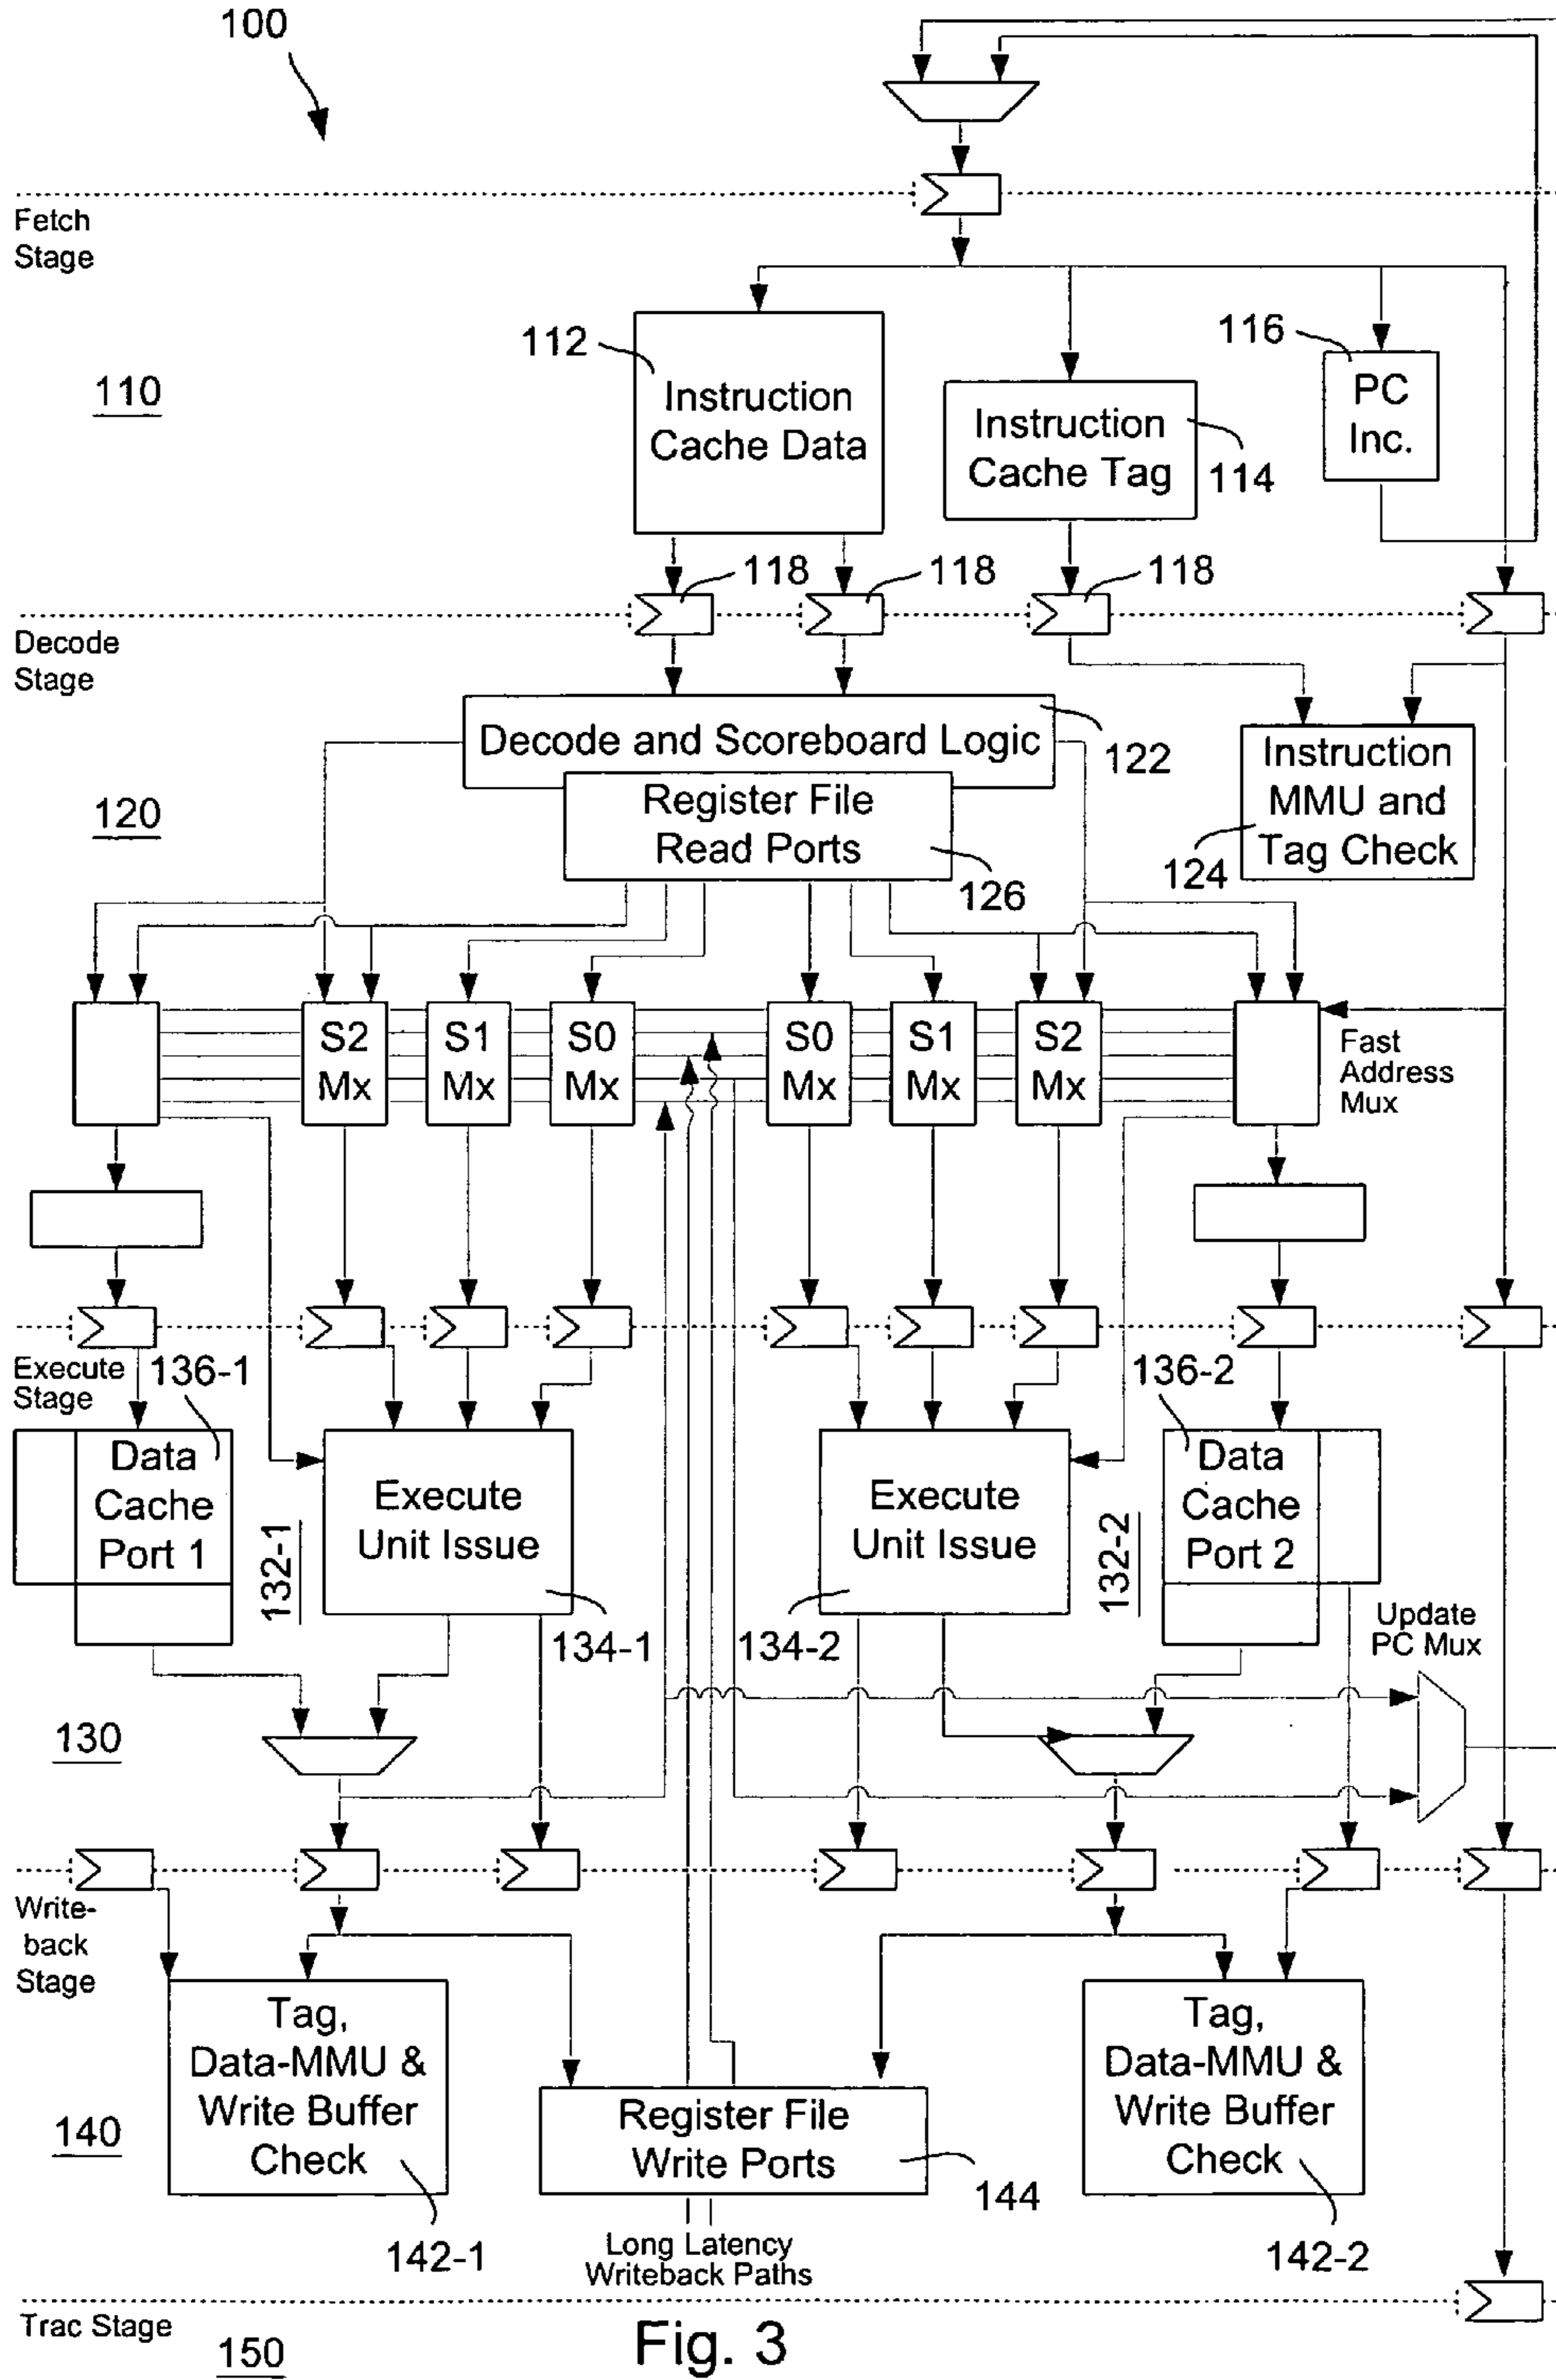 100
Fetch
Stage
112
116
110
Instruction
Cache Data
Instruction
Cache Tag
114
PC
Inc.
118
118
118
Decode
Stage
Decode and Scoreboard Logic
122
Register File
Read Ports
126
Instruction
MMU and
Tag Check
124
120
S2
Mx
S1
Mx
S0
Mx
S0
Mx
S1
Mx
S2
Mx
Fast
Address
Mux
Execute
Stage
136-1
136-2
Data
Cache
Port 1
132-1
Execute
Unit Issue
134-1
Execute
Unit Issue
134-2
132-2
Data
Cache
Port 2
Update
PC Mux
130
Write-
back
Stage
Tag,
Data-MMU &
Write Buffer
Check
142-1
Register File
Write Ports
144
Tag,
Data-MMU &
Write Buffer
Check
142-2
140
Long Latency
Writeback Paths
Trac Stage
150
Fig. 3